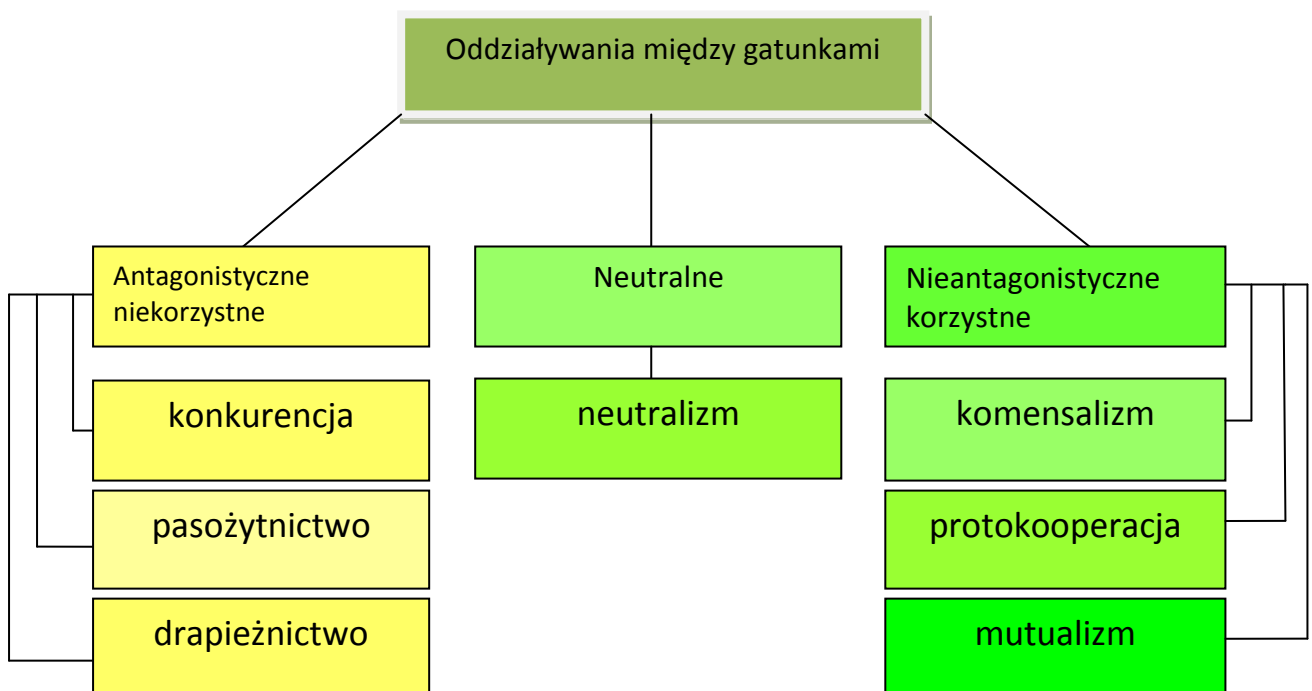 Oddziaływania między gatunkami
Antagonistyczne
niekorzystne
Neutralne
Nieantagonistyczne
korzystne
konkurencja
neutralizm
komensalizm
pasożytnictwo
protokooperacja
drapieżnictwo
mutualizm